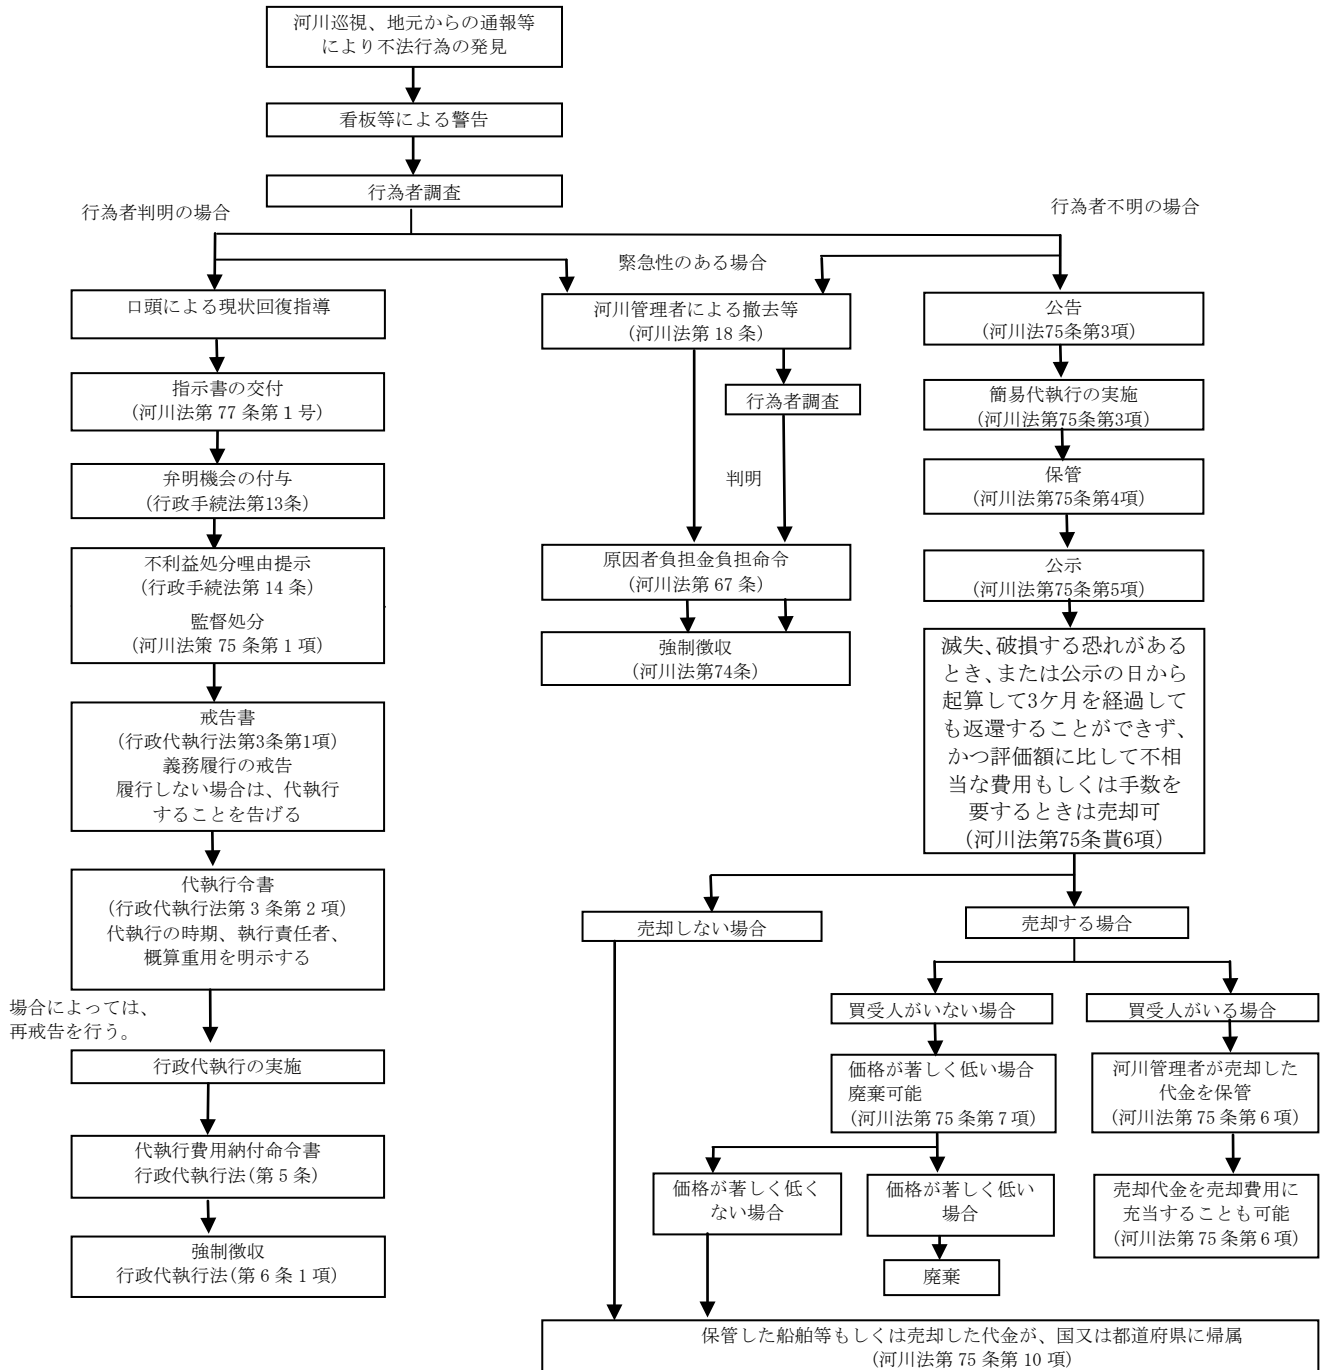 河川巡視、地元からの通報等
により不法行為の発見
看板等による警告
行為者調査
行為者判明の場合
行為者不明の場合
緊急性のある場合
口頭による現状回復指導
指示書の交付
(河川法第 77 条第 1 号)
弁明機会の付与
(行政手続法第13条)
不利益処分哩由提示
(行政手続法第 14 条)
監督処分
(河川法策 75 条第 1 項)
戒告書
(行政代執行法第3条第1項)
義務履行の戒告
履行しない場合は、代執行
することを告げる
代執行令書
(行政代執行法第 3 条第 2 項)
代執行の時期、執行責任者、
概算重用を明示する
場合によっては、
再戒告を行う。
行政代執行の実施
代執行費用納付命令書
行政代執行法(第 5 条)
強制徴収
行政代執行法(第 6 条 1 項)
河川管理者による撤去等
(河川法第 18 条)
行為者調査
判明
原因者負担金負担命令
(河川法第 67 条)
強制徴収
(河川法第74条)
公告
(河川法75条第3項)
簡易代執行の実施
(河川法第75条第3項)
保管
(河川法第75条第4項)
公示
(河川法第75条第5項)
滅失、破損する恐れがある
とき、または公示の日から
起算して3ケ月を経過して
も返還することができず、
かつ評価額に比して不相
当な費用もしくは手数を
要するときは売却可
(河川法第75条貰6項)
売却しない場合
売却する場合
買受人がいない場合
買受人がいる場合
価格が著しく低い場合
廃棄可能
(河川法第 75 条第 7 項)
河川管理者が売却した
代金を保管
(河川法第 75 条第 6 項)
価格が著しく低く
ない場合
価格が著しく低い
場合
売却代金を売却費用に
充当することも可能
(河川法第 75 条第 6 項)
廃棄
保管した船舶等もしくは売却した代金が、国又は都道府県に帰属
(河川法第 75 条第 10 項)